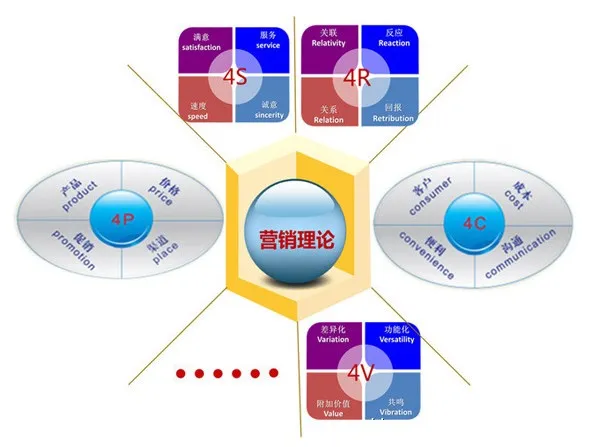 满意
satisfaction
服务
service
4S
速度
speed
诚意
sincerity
关联
Relativity
反应
Reaction
4R
关系
Relation
回报
Retribution
产品
product
价格
price
4P
促销
promotion
渠道
place
营销理论
客户
consumer
成本
cost
4C
便利
convenience
沟通
communication
差异化
Variation
功能化
Versatility
4V
附加价值
Value
共鸣
Vibration